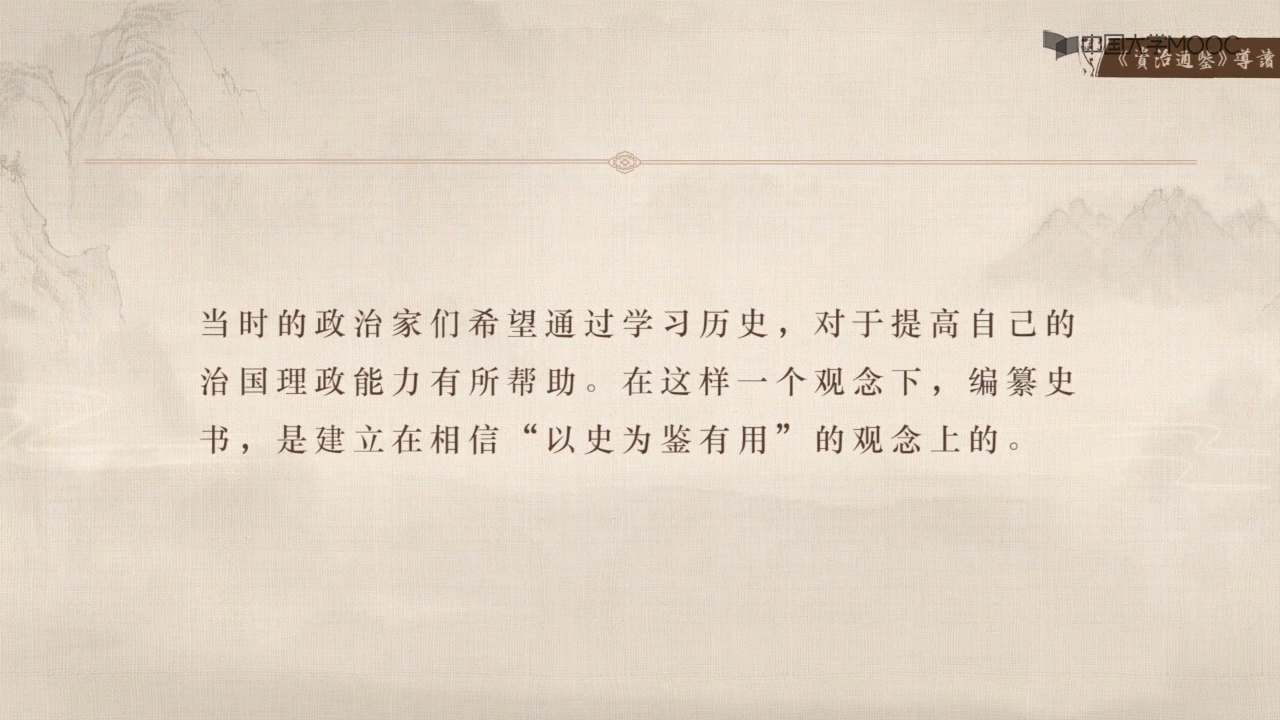 中国大学MOOC
《資治通鑒》導讀
当时的政治家们希望通过学习历史，对于提高自己的
治国理政能力有所帮助。在这样一个观念下，编纂史
书，是建立在相信“以史为鉴有用”的观念上的。